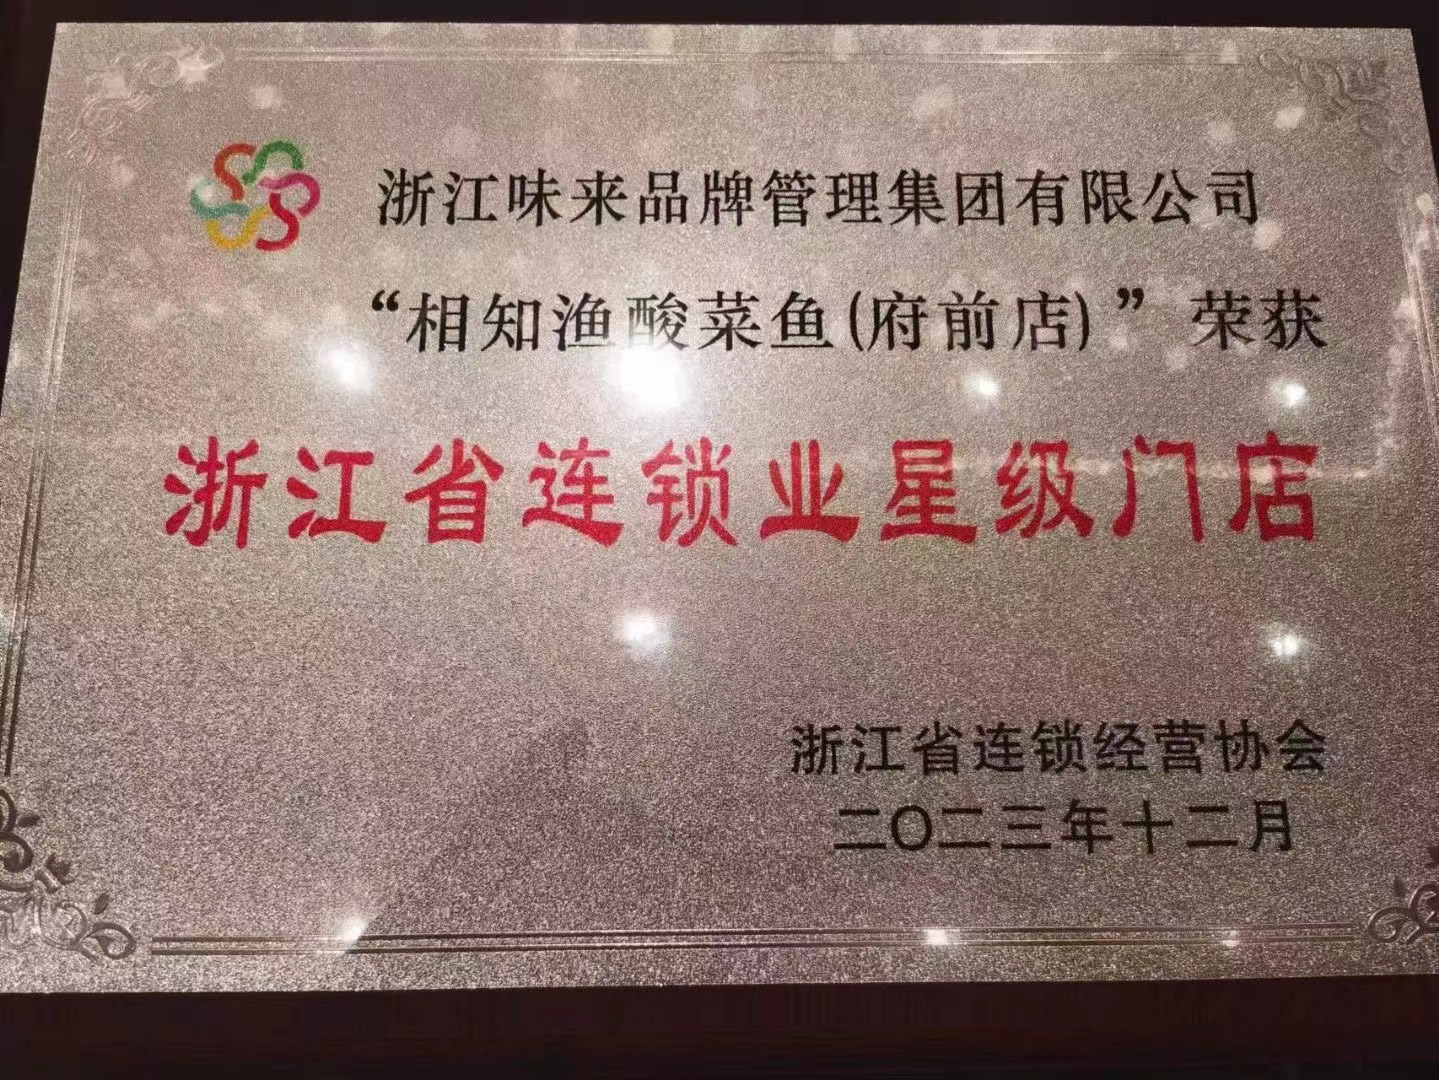 浙江味来品牌管理集团有限公司
“相知渔酸菜鱼(府前店)”荣获
浙江省连锁业星级门店
浙江省连锁经营协会
二〇二三年十二月